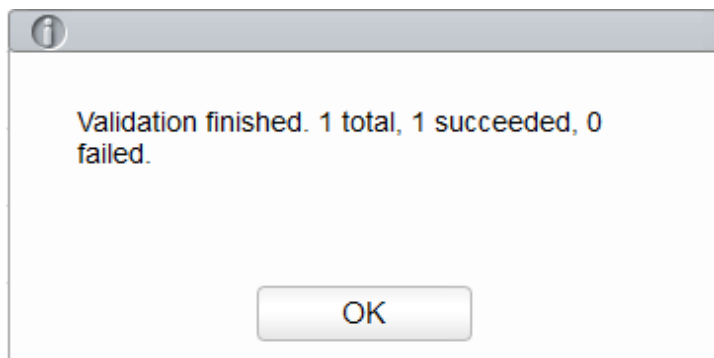 Validation finished. 1 total, 1 succeeded, 0
failed.
OK